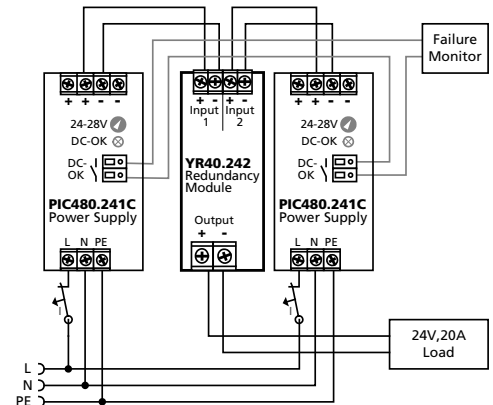 Failure
Monitor
+ + - -
24-28V
DC-OK
DC-
OK
PIC480.241C
Power Supply
L N PE
+ - + -
Input Input
1 2
YR40.242
Redundancy
Module
Output
+ -
+ + - -
24-28V
DC-OK
DC-
OK
PIC480.241C
Power Supply
L N PE
I
I
24V,20A
Load
L
N
PE